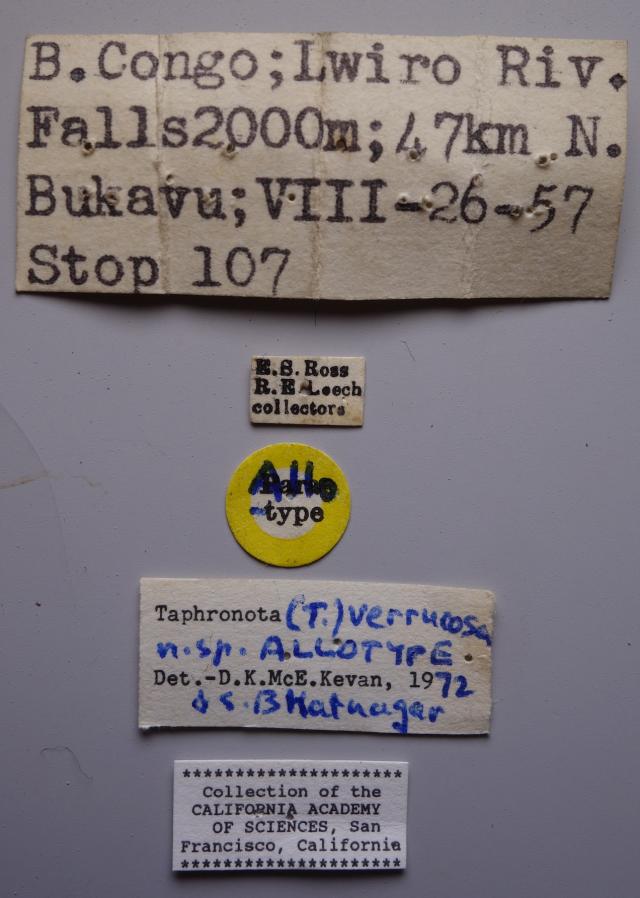 B.Congo;Lwiro Riv.
Falls2000m;47km N.
Bukavu;VIII-26-57
Stop 107
E.S. Ross
R.E Leech
collectors
Allo
-type
Taphronota (T.) verrucosa
n.sp. ALLOTYPE
Det.-D.K.McE.Kevan, 1972
& S. Bhatnagar
********************
Collection of the
CALIFORNIA ACADEMY
OF SCIENCES, San
Francisco, California
********************